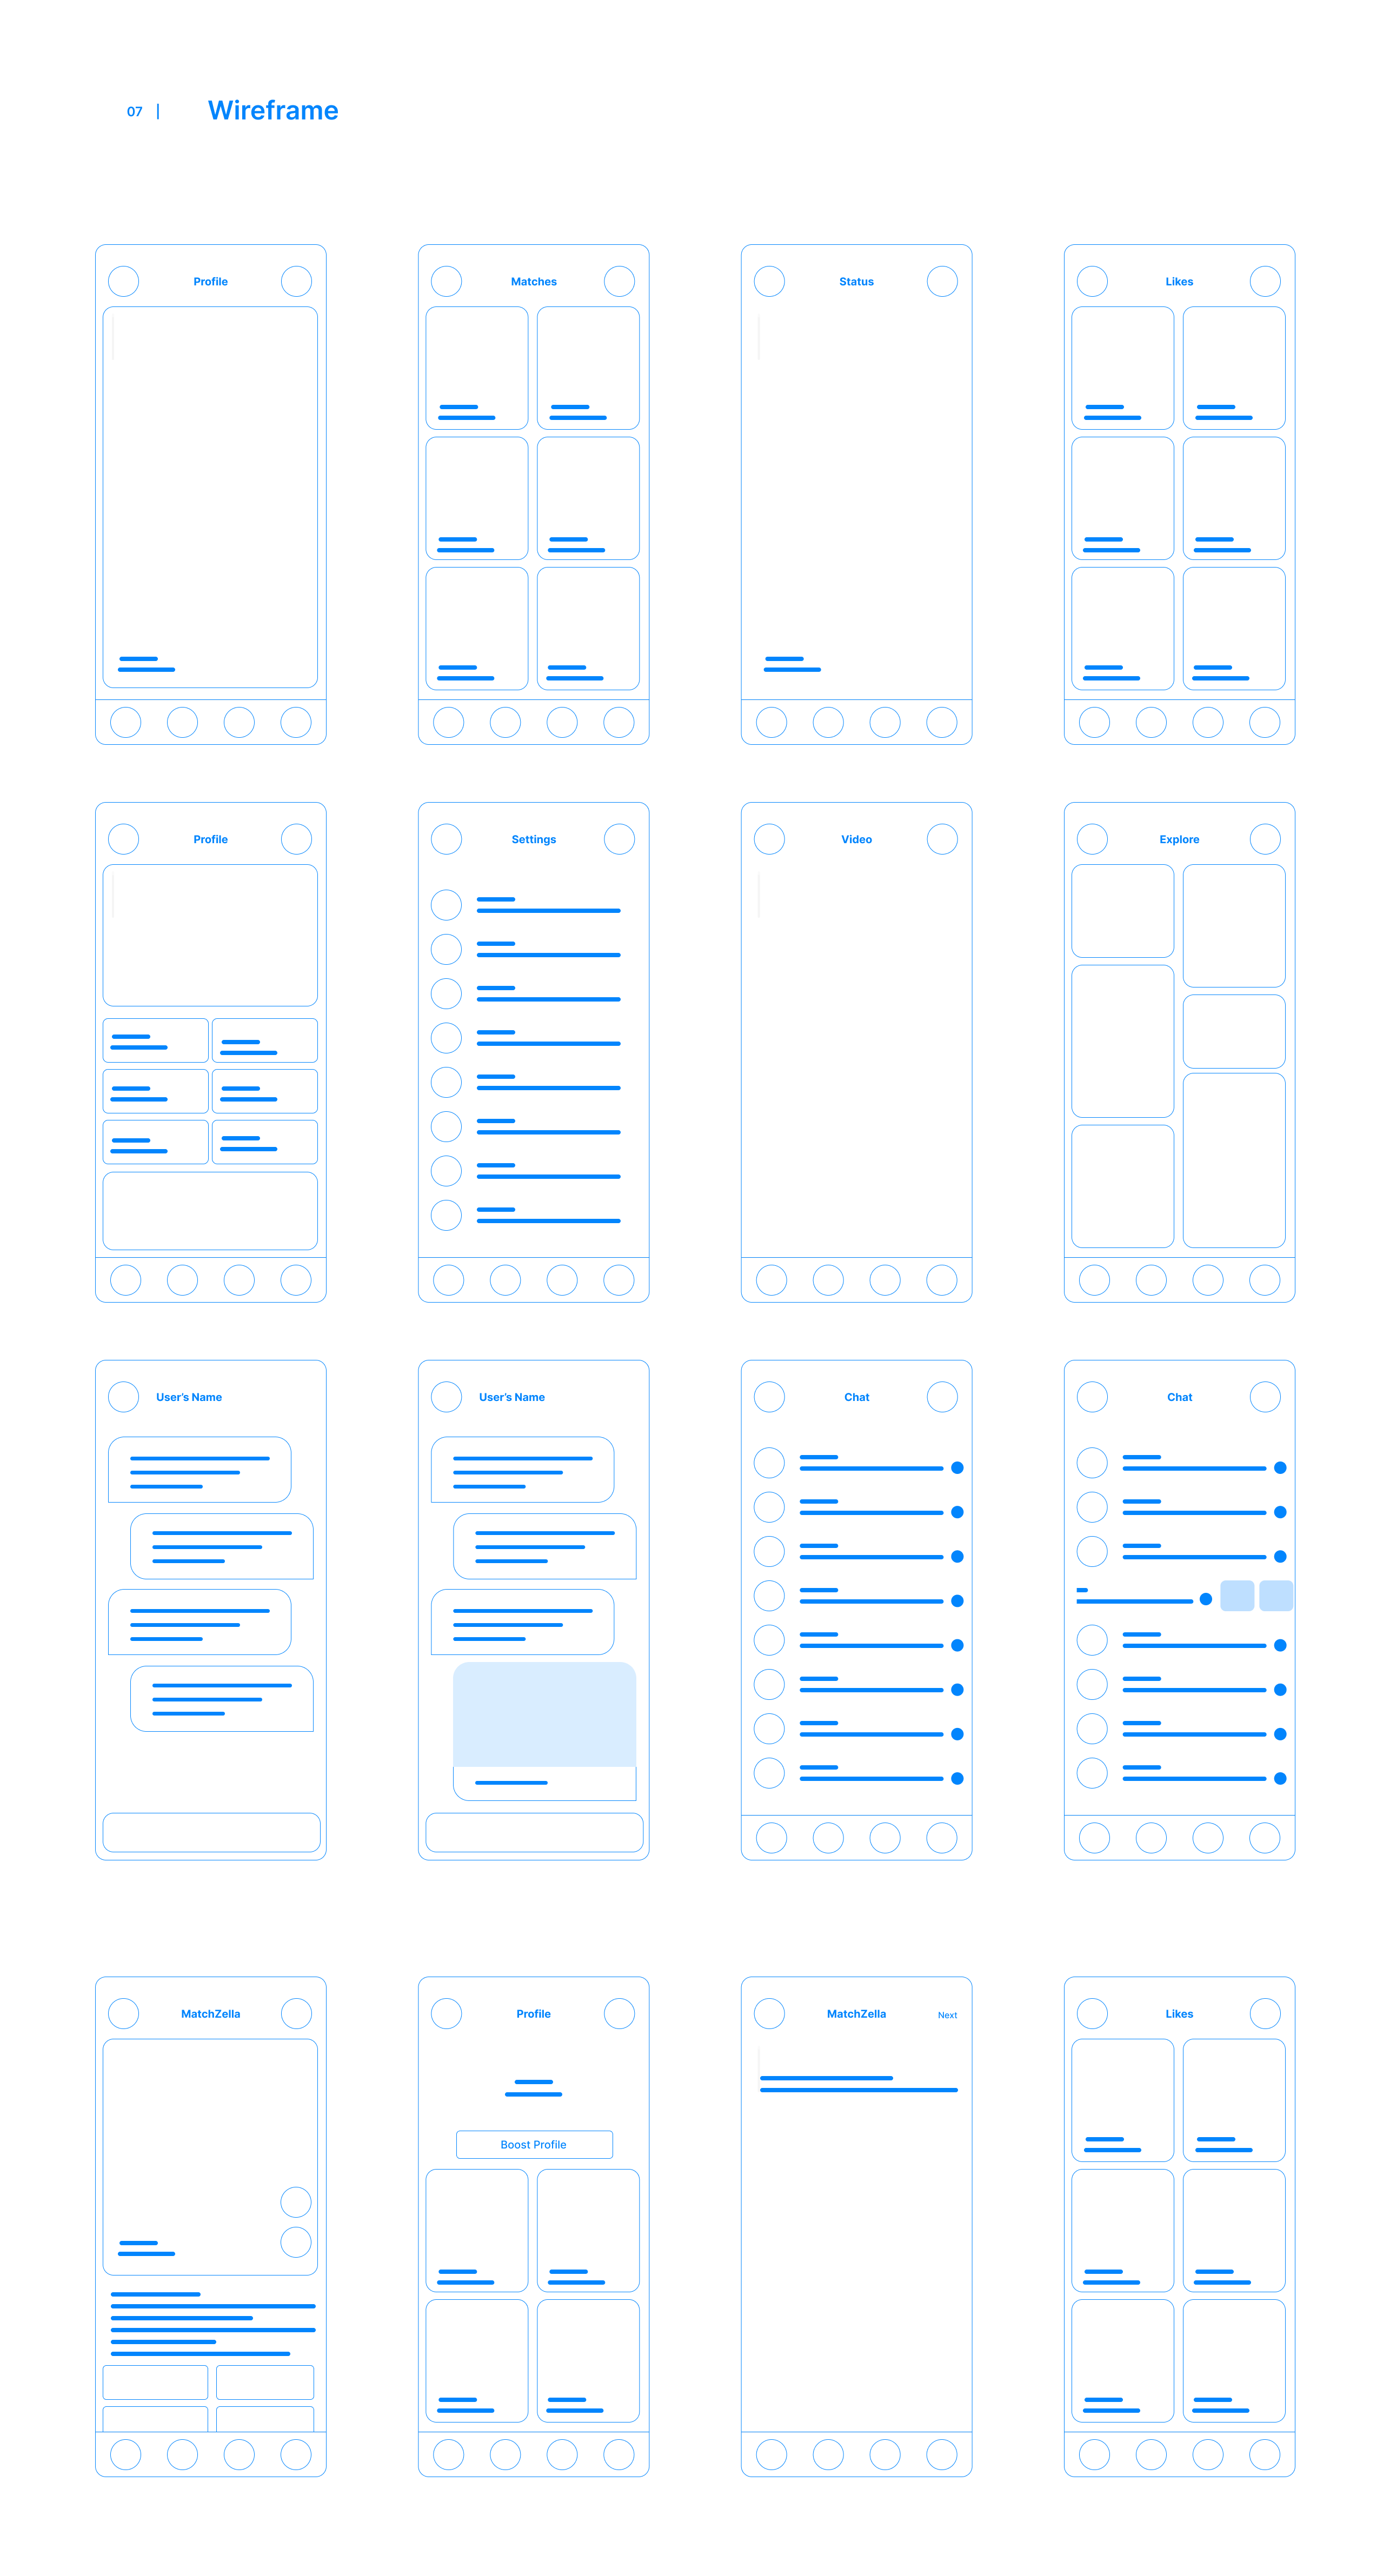 07 | Wireframe
Profile
Matches
Status
Likes
Profile
Settings
Video
Explore
User’s Name
User’s Name
Chat
Chat
MatchZella
Profile
MatchZella
Next
Likes
Boost Profile